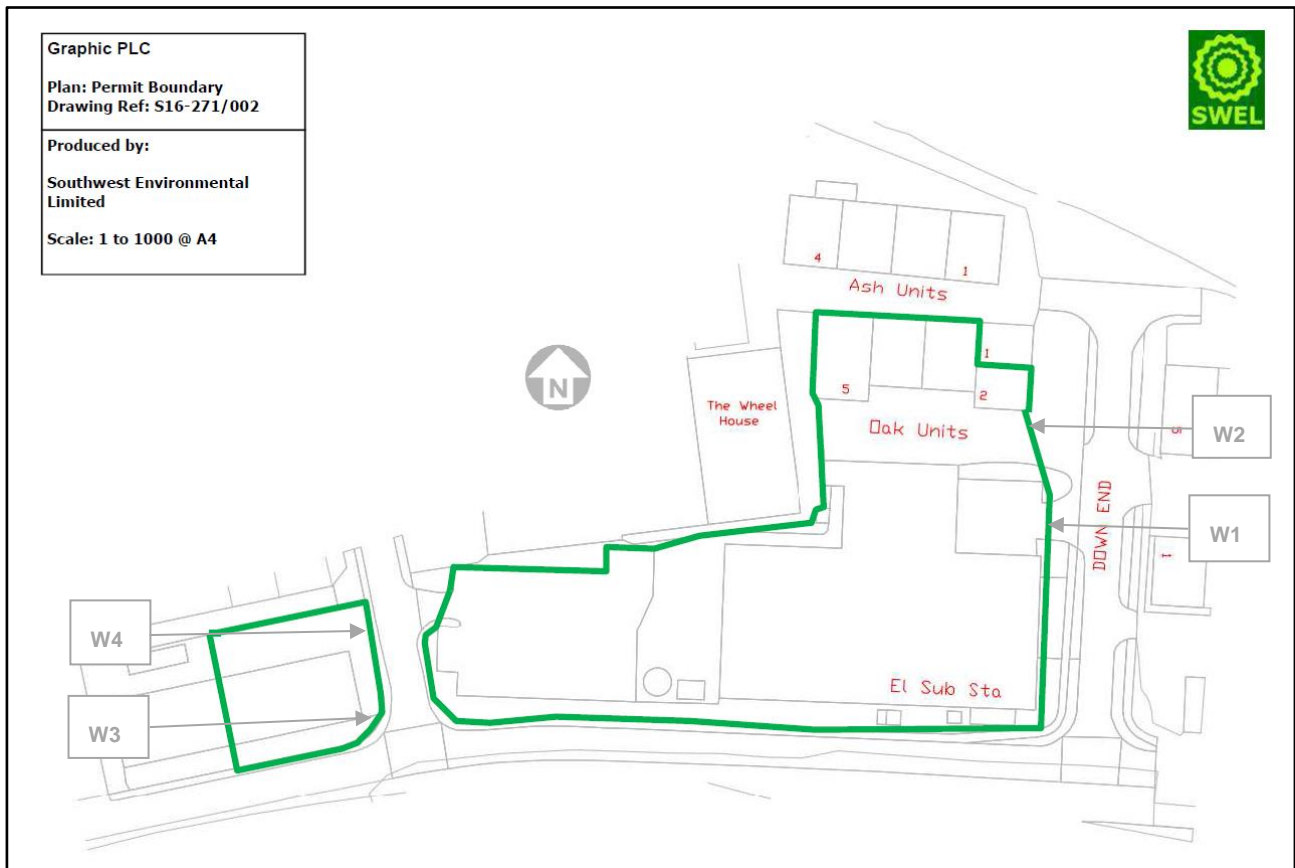 Graphic PLC
Plan: Permit Boundary
Drawing Ref: S16-271/002
Produced by:
Southwest Environmental
Limited
Scale: 1 to 1000 @ A4
SWEL
4
1
Ash Units
1
5
2
The Wheel
House
Oak Units
N
W2
5
W1
DOWN END
1
W4
W3
El Sub Sta